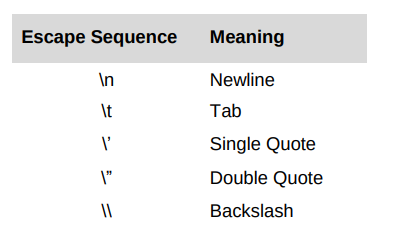 Escape Sequence Meaning
\n Newline
\t Tab
\’ Single Quote
\” Double Quote
\\ Backslash